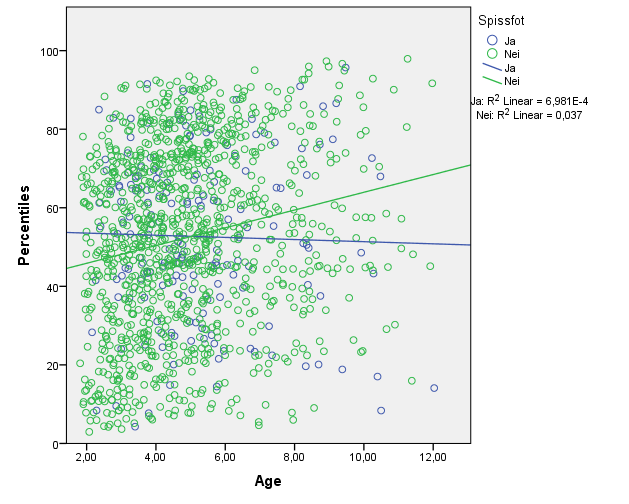 Spissfot
Ja
Nei
Ja
Nei
Ja: R² Linear = 6,981E-4
Nei: R² Linear = 0,037
Percentiles
100
80
60
40
20
0
2,00 4,00 6,00 8,00 10,00 12,00
Age